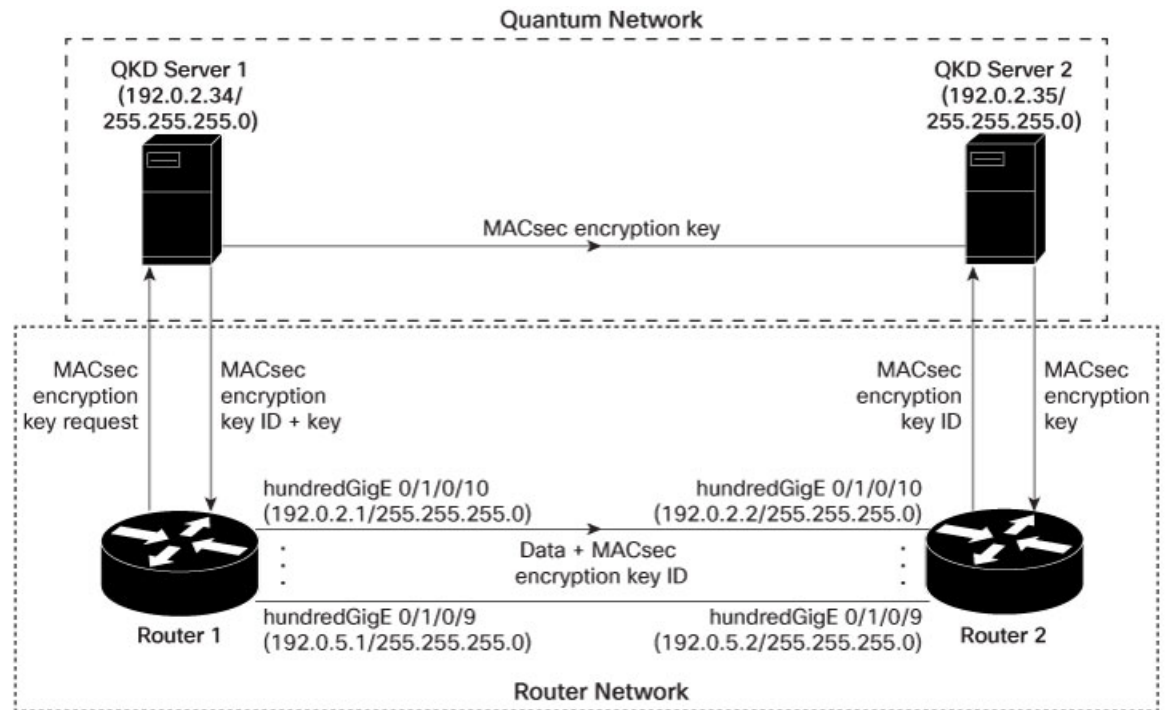 Quantum Network
QKD Server 1
(192.0.2.34/
255.255.255.0)
QKD Server 2
(192.0.2.35/
255.255.255.0)
MACsec encryption key
MACsec
encryption
key request
MACsec
encryption
key ID + key
MACsec
encryption
key ID
MACsec
encryption
key
hundredGigE 0/1/0/10
(192.0.2.1/255.255.255.0)
hundredGigE 0/1/0/10
(192.0.2.2/255.255.255.0)
Data + MACsec
encryption key ID
hundredGigE 0/1/0/9
(192.0.5.1/255.255.255.0)
hundredGigE 0/1/0/9
(192.0.5.2/255.255.255.0)
Router 1
Router 2
Router Network